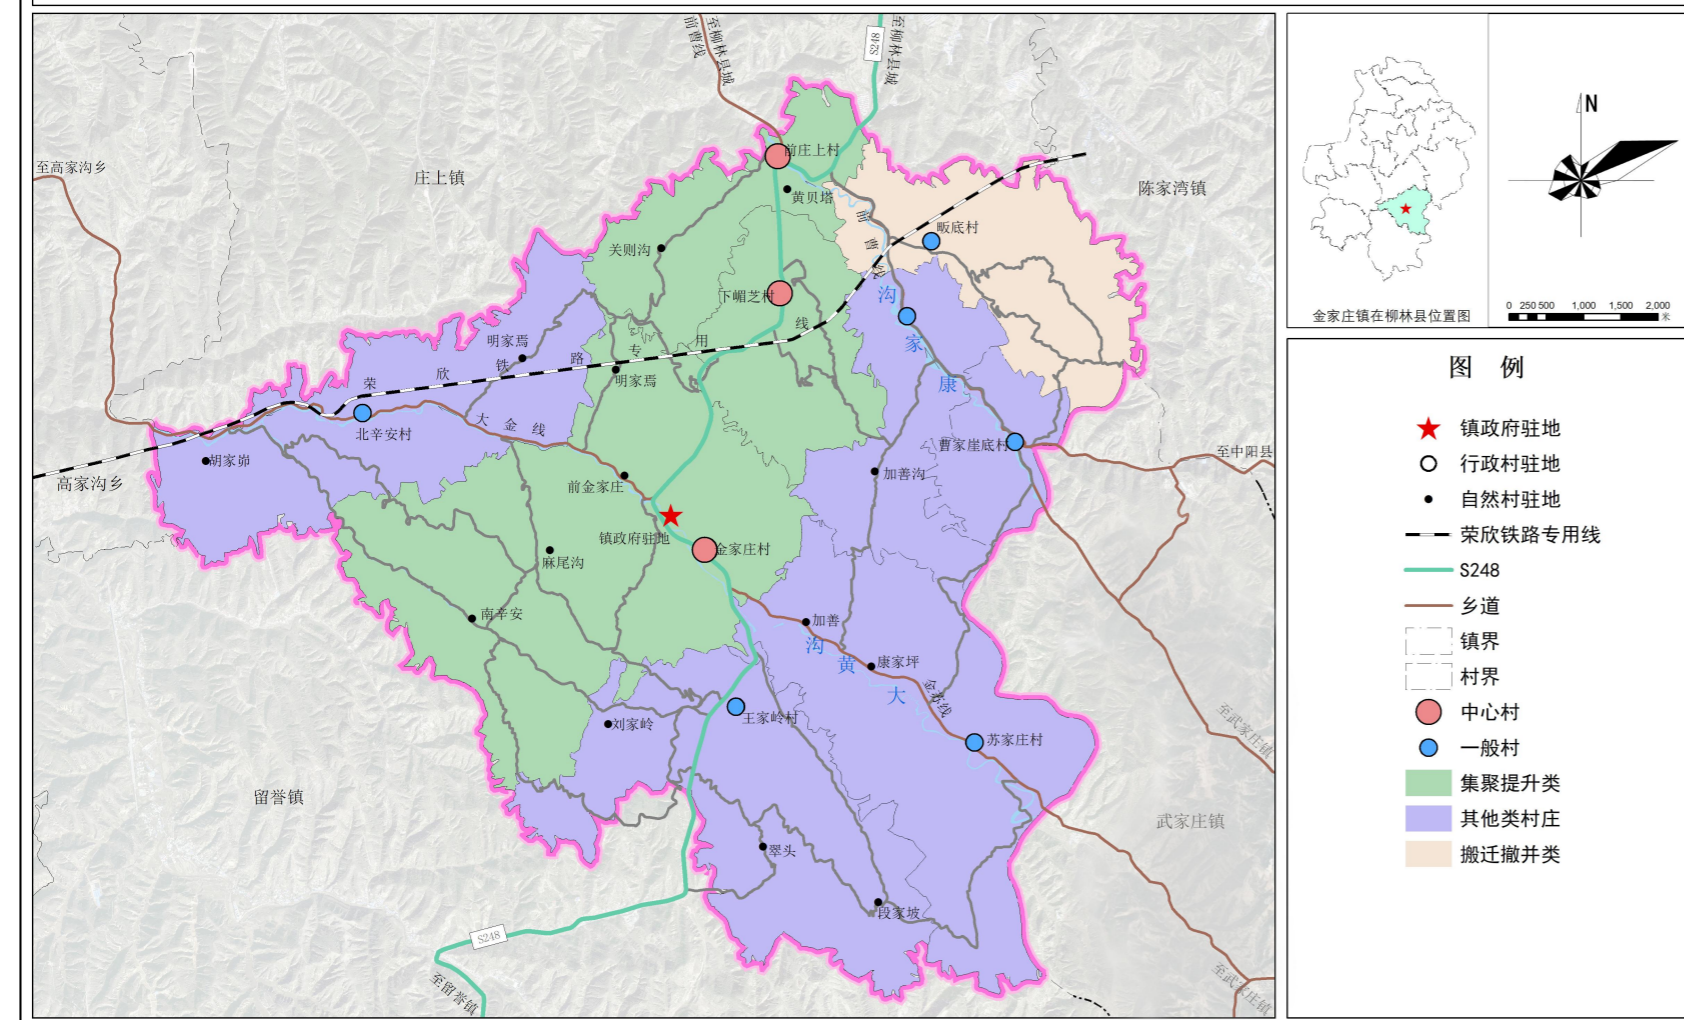 前曹线
至柳林县城
S248
至柳林县城
至高家沟乡
庄上镇
前庄上村
陈家湾镇
黄贝塔
前曹线
畈底村
关则沟
下嵋芝村
沟家康
明家焉
荣欣铁路专用线
明家焉
大金线
北辛安村
曹家崖底村
至中阳县
胡家峁
高家沟乡
前金家庄
加善沟
镇政府驻地
金家庄村
麻尾沟
南辛安
加善
沟黄大
康家坪
金苏线
刘家岭
王家岭村
苏家庄村
至武家庄镇
留誉镇
武家庄镇
翠头
段家坡
S248
至留誉镇
至武家庄镇
金家庄镇在柳林县位置图
N
0 250 500 1,000 1,500 2,000
米
图 例
镇政府驻地
行政村驻地
自然村驻地
荣欣铁路专用线
S248
乡道
镇界
村界
中心村
一般村
集聚提升类
其他类村庄
搬迁撤并类